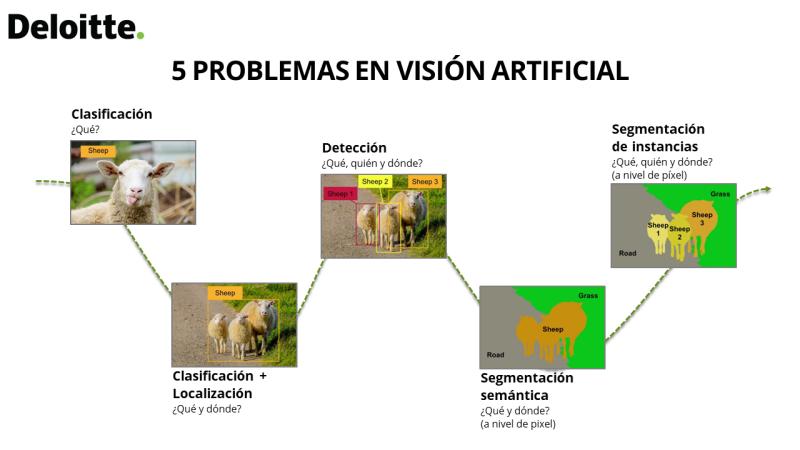 Deloitte.
5 PROBLEMAS EN VISIÓN ARTIFICIAL
Clasificación
¿Qué?
Sheep
Clasificación +
Localización
¿Qué y dónde?
Sheep
Detección
¿Qué, quién y dónde?
Sheep 1
Sheep 2
Sheep 3
Segmentación
semántica
¿Qué y dónde?
(a nivel de pixel)
Grass
Sheep
Road
Segmentación
de instancias
¿Qué, quién y dónde?
(a nivel de píxel)
Grass
Sheep
1
Sheep
2
Sheep
3
Road